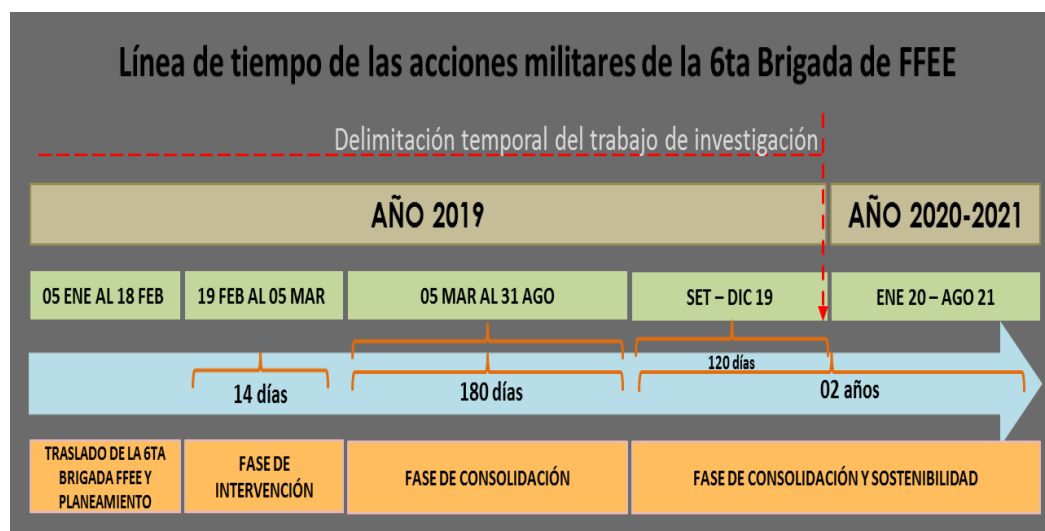 Línea de tiempo de las acciones militares de la 6ta Brigada de FFEE
Delimitación temporal del trabajo de investigación
AÑO 2019
AÑO 2020-2021
05 ENE AL 18 FEB
19 FEB AL 05 MAR
05 MAR AL 31 AGO
SET – DIC 19
ENE 20 – AGO 21
14 días
180 días
120 días
02 años
TRASLADO DE LA 6TA
BRIGADA FFEE Y
PLANEAMIENTO
FASE DE
INTERVENCIÓN
FASE DE CONSOLIDACIÓN
FASE DE CONSOLIDACIÓN Y SOSTENIBILIDAD